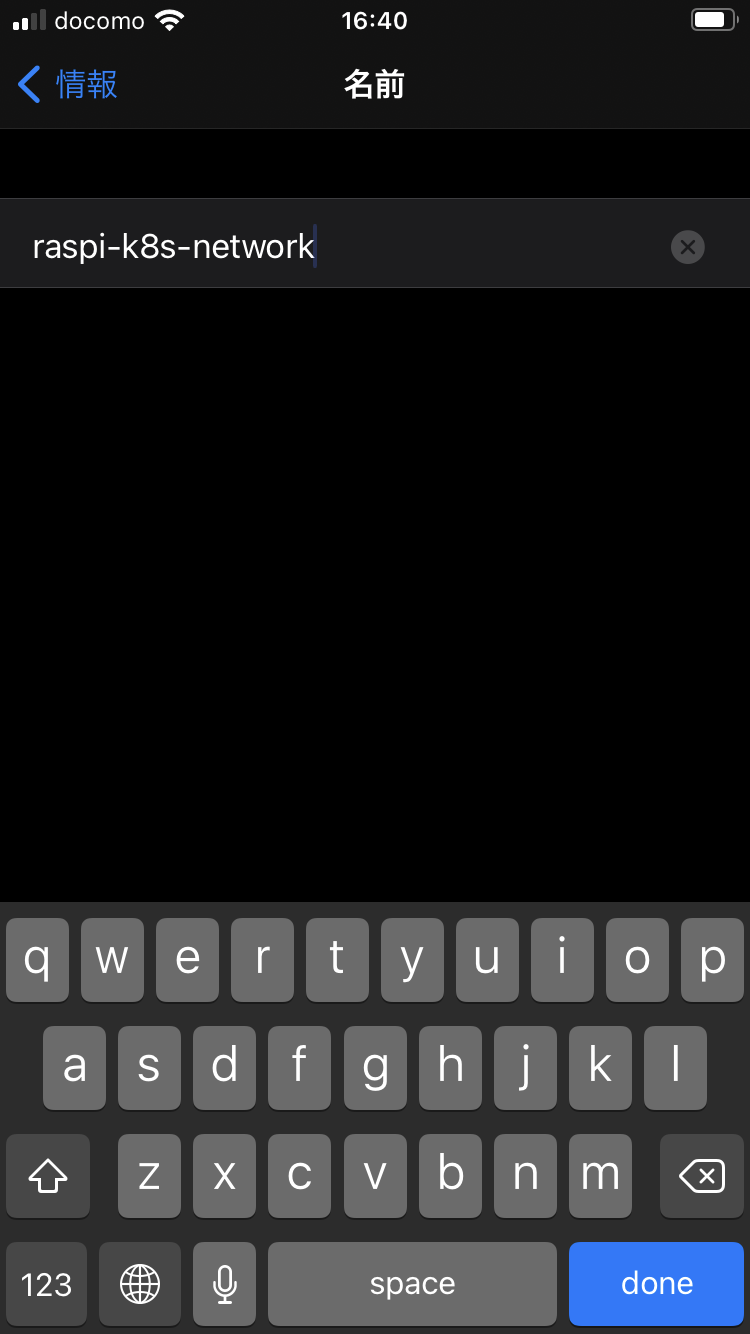 docomo 16:40
情報 名前
raspi-k8s-network
q w e r t y u i o p
a s d f g h j k l
z x c v b n m
123 space done